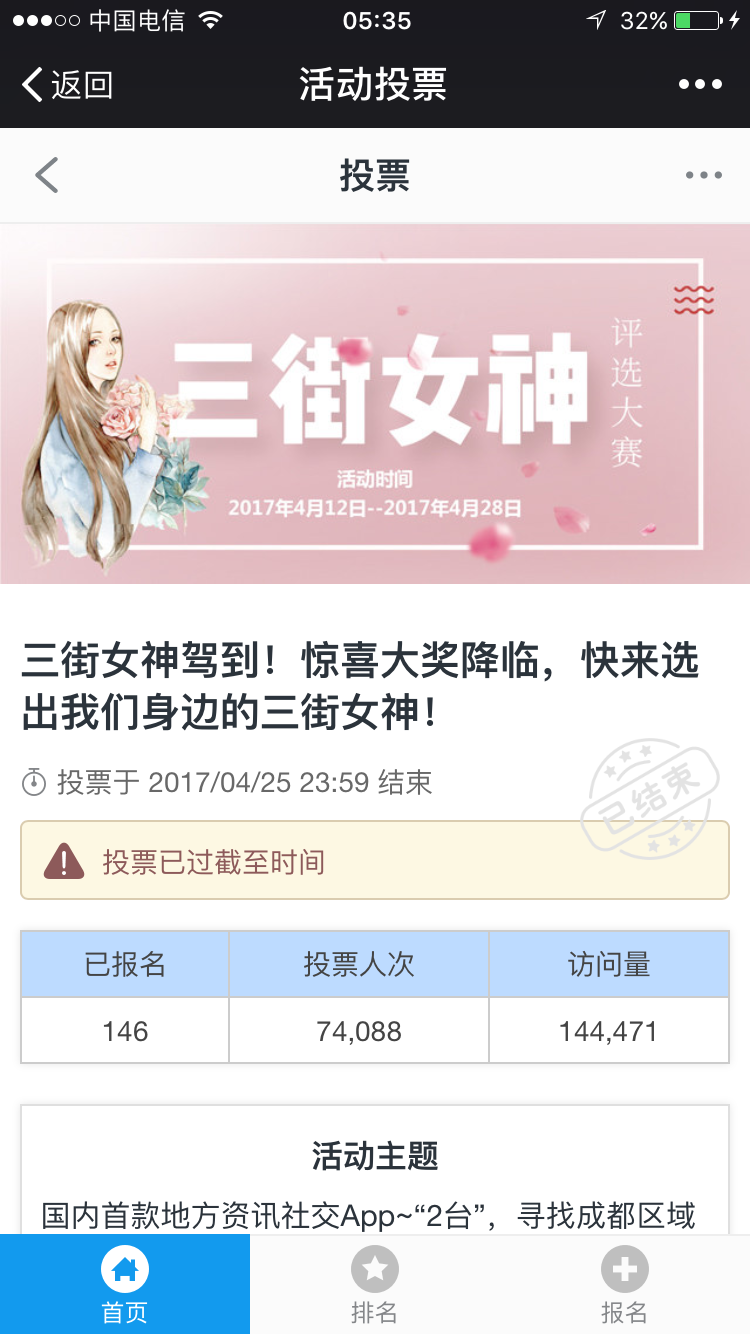 中国电信 05:35 32%
返回 活动投票
投票
三街女神
评选大赛
活动时间
2017年4月12日--2017年4月28日
三街女神驾到！惊喜大奖降临，快来选
出我们身边的三街女神！
投票于 2017/04/25 23:59 结束
已结束
投票已过截至时间
已报名 投票人次 访问量
146 74,088 144,471
活动主题
国内首款地方资讯社交App~“2台”，寻找成都区域
首页 排名 报名